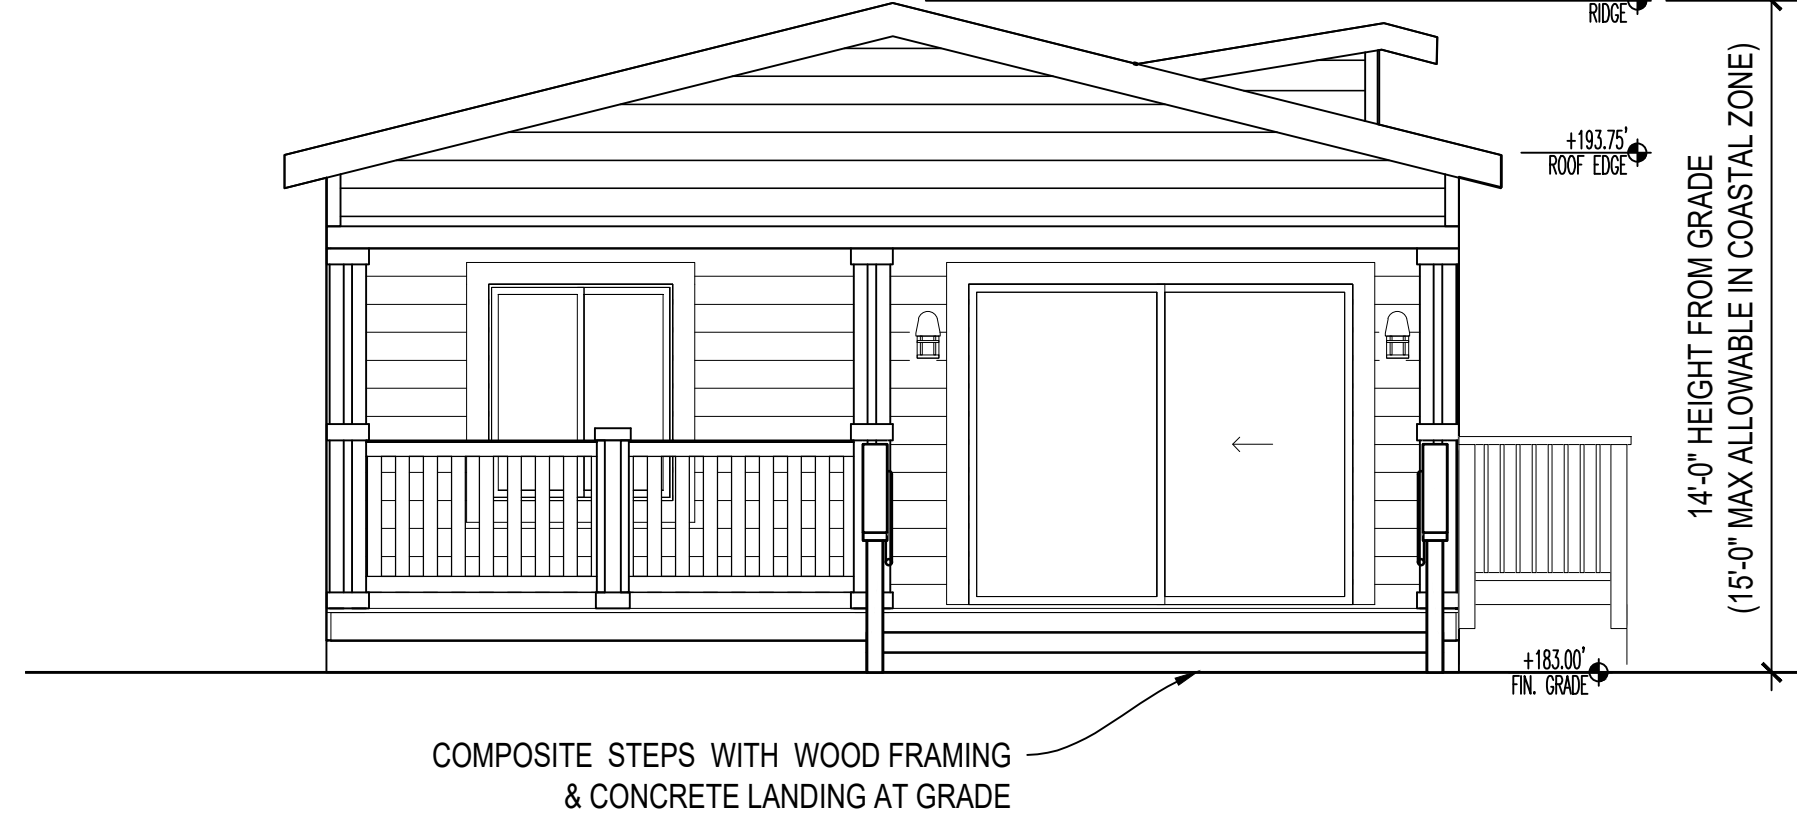 RIDGE
+193.75'
ROOF EDGE
14'-0" HEIGHT FROM GRADE
(15'-0" MAX ALLOWABLE IN COASTAL ZONE)
+183.00'
FIN. GRADE
COMPOSITE STEPS WITH WOOD FRAMING
& CONCRETE LANDING AT GRADE